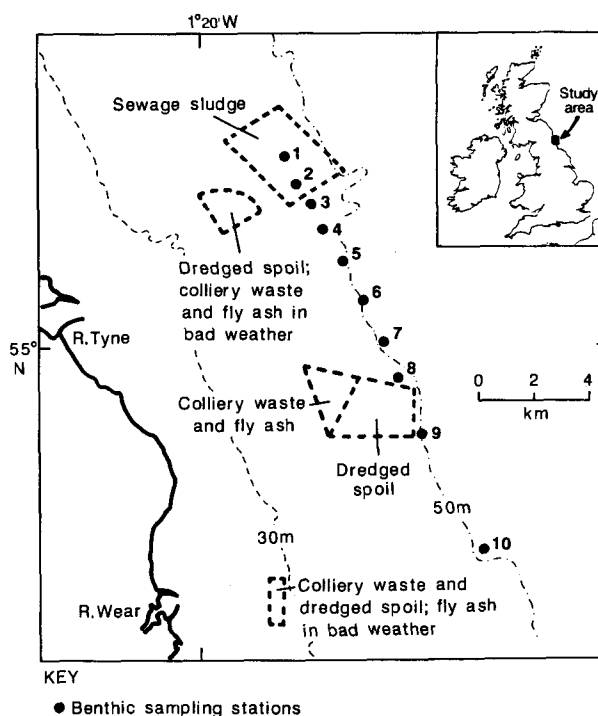 1°20'W
Sewage sludge
Study
area
1
2
3
4
5
6
7
8
9
10
Dredged spoil;
colliery waste
and fly ash in
bad weather
R.Tyne
55°
N
Colliery waste
and fly ash
Dredged
spoil
0 2 4
km
50m
30m
Colliery waste and
dredged spoil; fly ash
in bad weather
R.Wear
KEY
● Benthic sampling stations